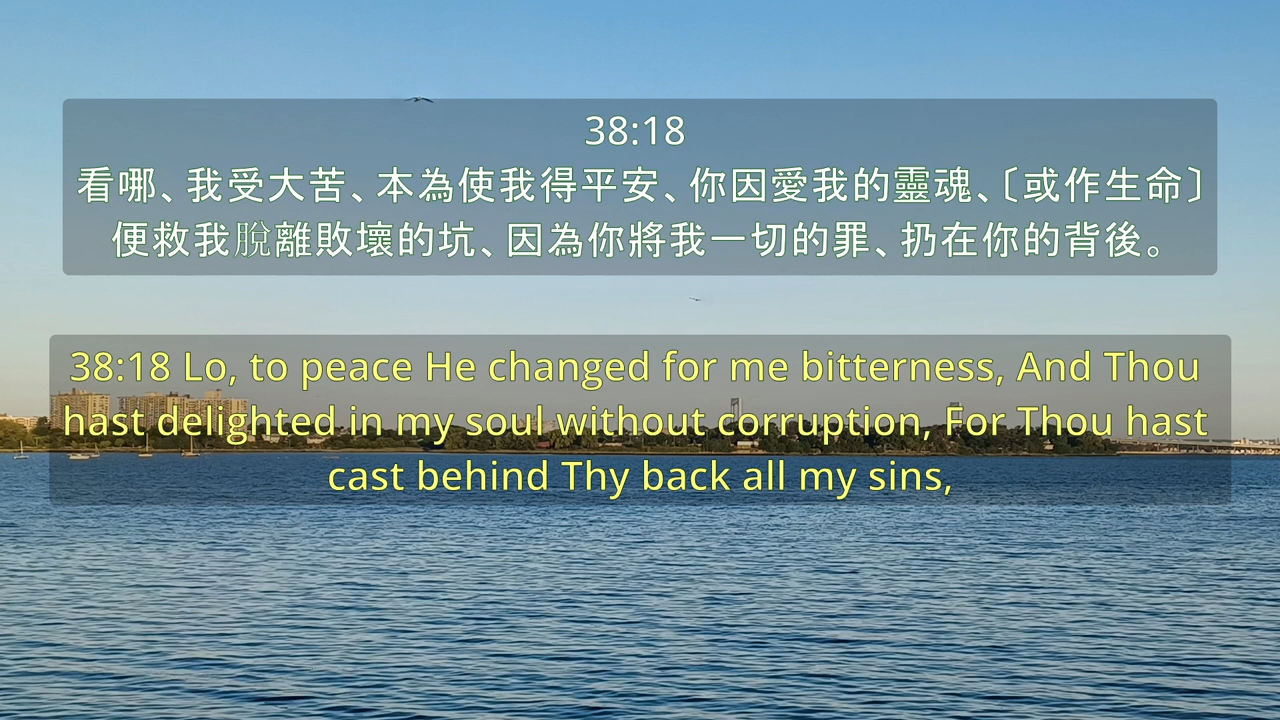 38:18
看哪、我受大苦、本為使我得平安、你因愛我的靈魂、〔或作生命〕
便救我脫離敗壞的坑、因為你將我一切的罪、扔在你的背後。
38:18 Lo, to peace He changed for me bitterness, And Thou
hast delighted in my soul without corruption, For Thou hast
cast behind Thy back all my sins,